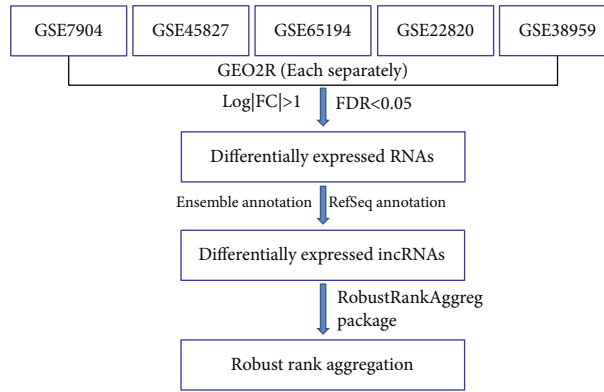 GSE7904 GSE45827 GSE65194 GSE22820 GSE38959
GEO2R (Each separately)
Log|FC|>1 FDR<0.05
Differentially expressed RNAs
Ensemble annotation RefSeq annotation
Differentially expressed incRNAs
RobustRankAggreg
package
Robust rank aggregation